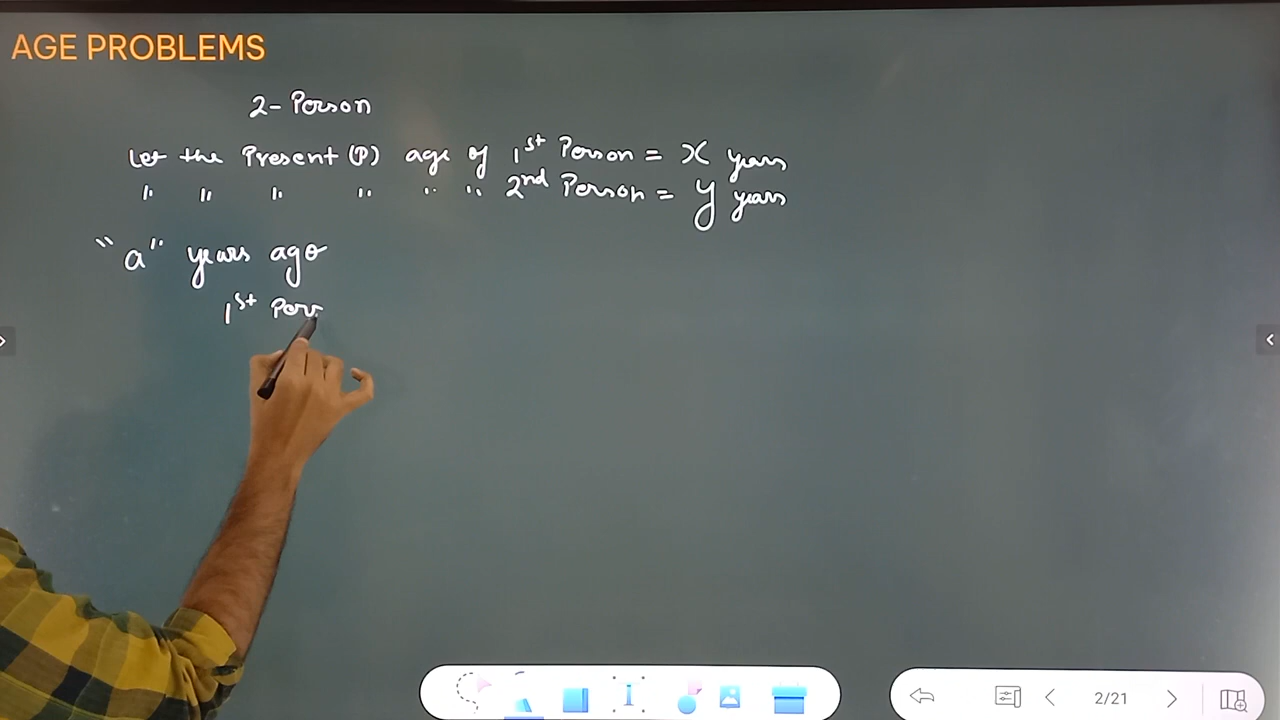 AGE PROBLEMS
2-Person
Let the Present (P) age of 1st Person = x years
" " " " " " 2nd Person = y years
"a" years ago
1st Pers
2/21